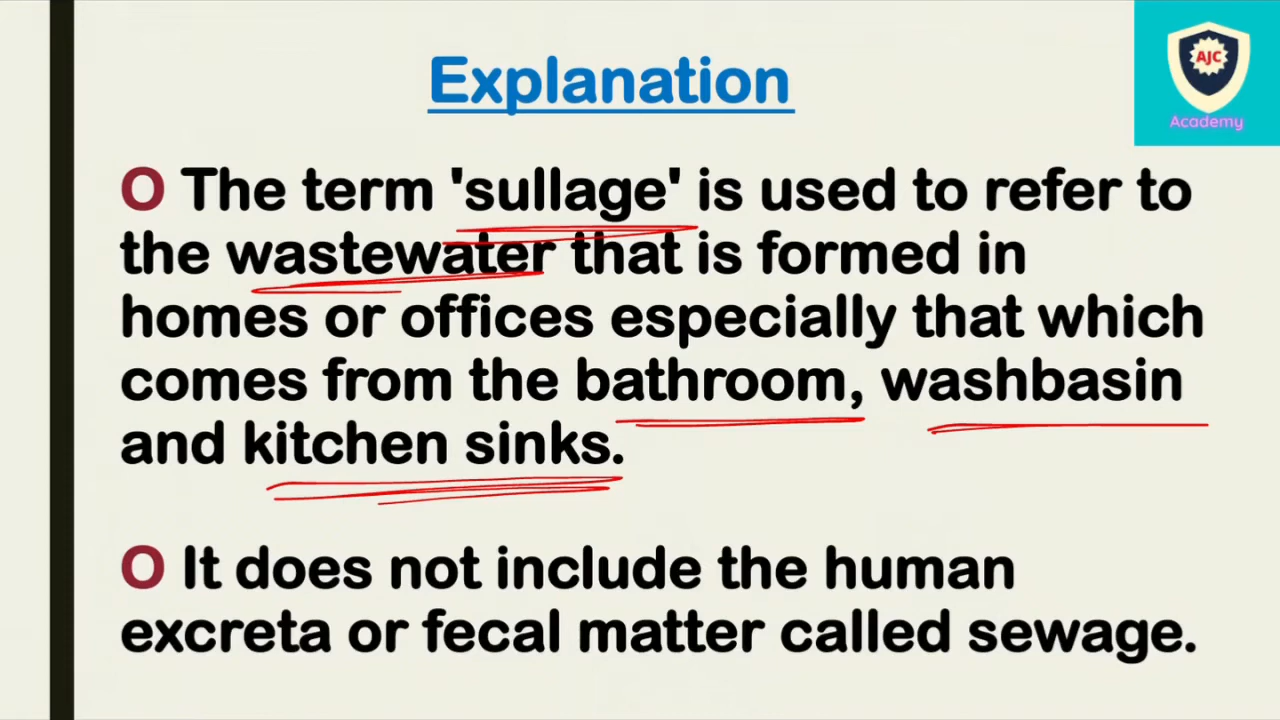 AJC
Academy
Explanation
O The term 'sullage' is used to refer to
the wastewater that is formed in
homes or offices especially that which
comes from the bathroom, washbasin
and kitchen sinks.
O It does not include the human
excreta or fecal matter called sewage.